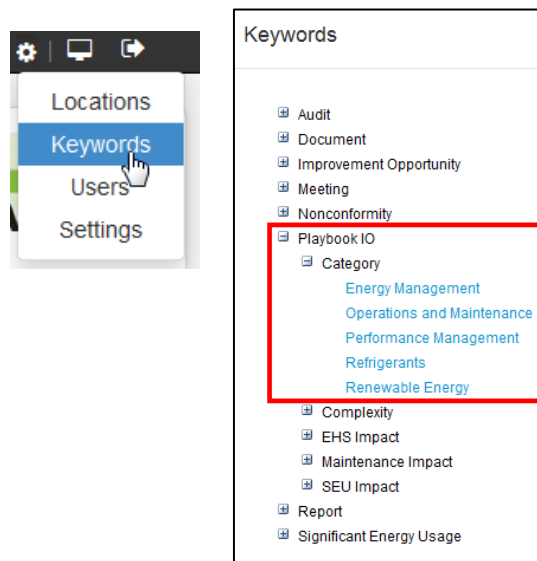 Locations
Keywords
Users
Settings
Keywords
Audit
Document
Improvement Opportunity
Meeting
Nonconformity
Playbook IO
Category
Energy Management
Operations and Maintenance
Performance Management
Refrigerants
Renewable Energy
Complexity
EHS Impact
Maintenance Impact
SEU Impact
Report
Significant Energy Usage